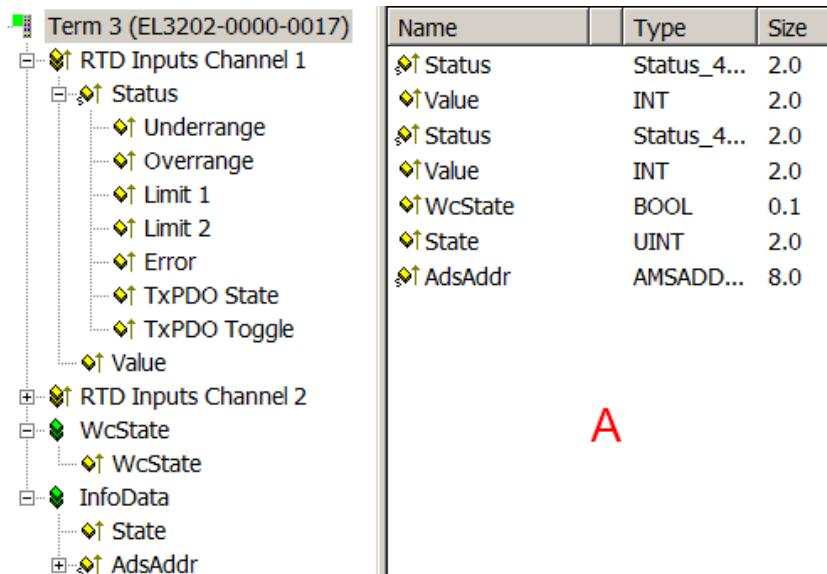 Term 3 (EL3202-0000-0017)
RTD Inputs Channel 1
Status
Underrange
Overrange
Limit 1
Limit 2
Error
TxPDO State
TxPDO Toggle
Value
RTD Inputs Channel 2
WcState
WcState
InfoData
State
AdsAddr
Name Type Size
Status Status_4... 2.0
Value INT 2.0
Status Status_4... 2.0
Value INT 2.0
WcState BOOL 0.1
State UINT 2.0
AdsAddr AMSADD... 8.0
A